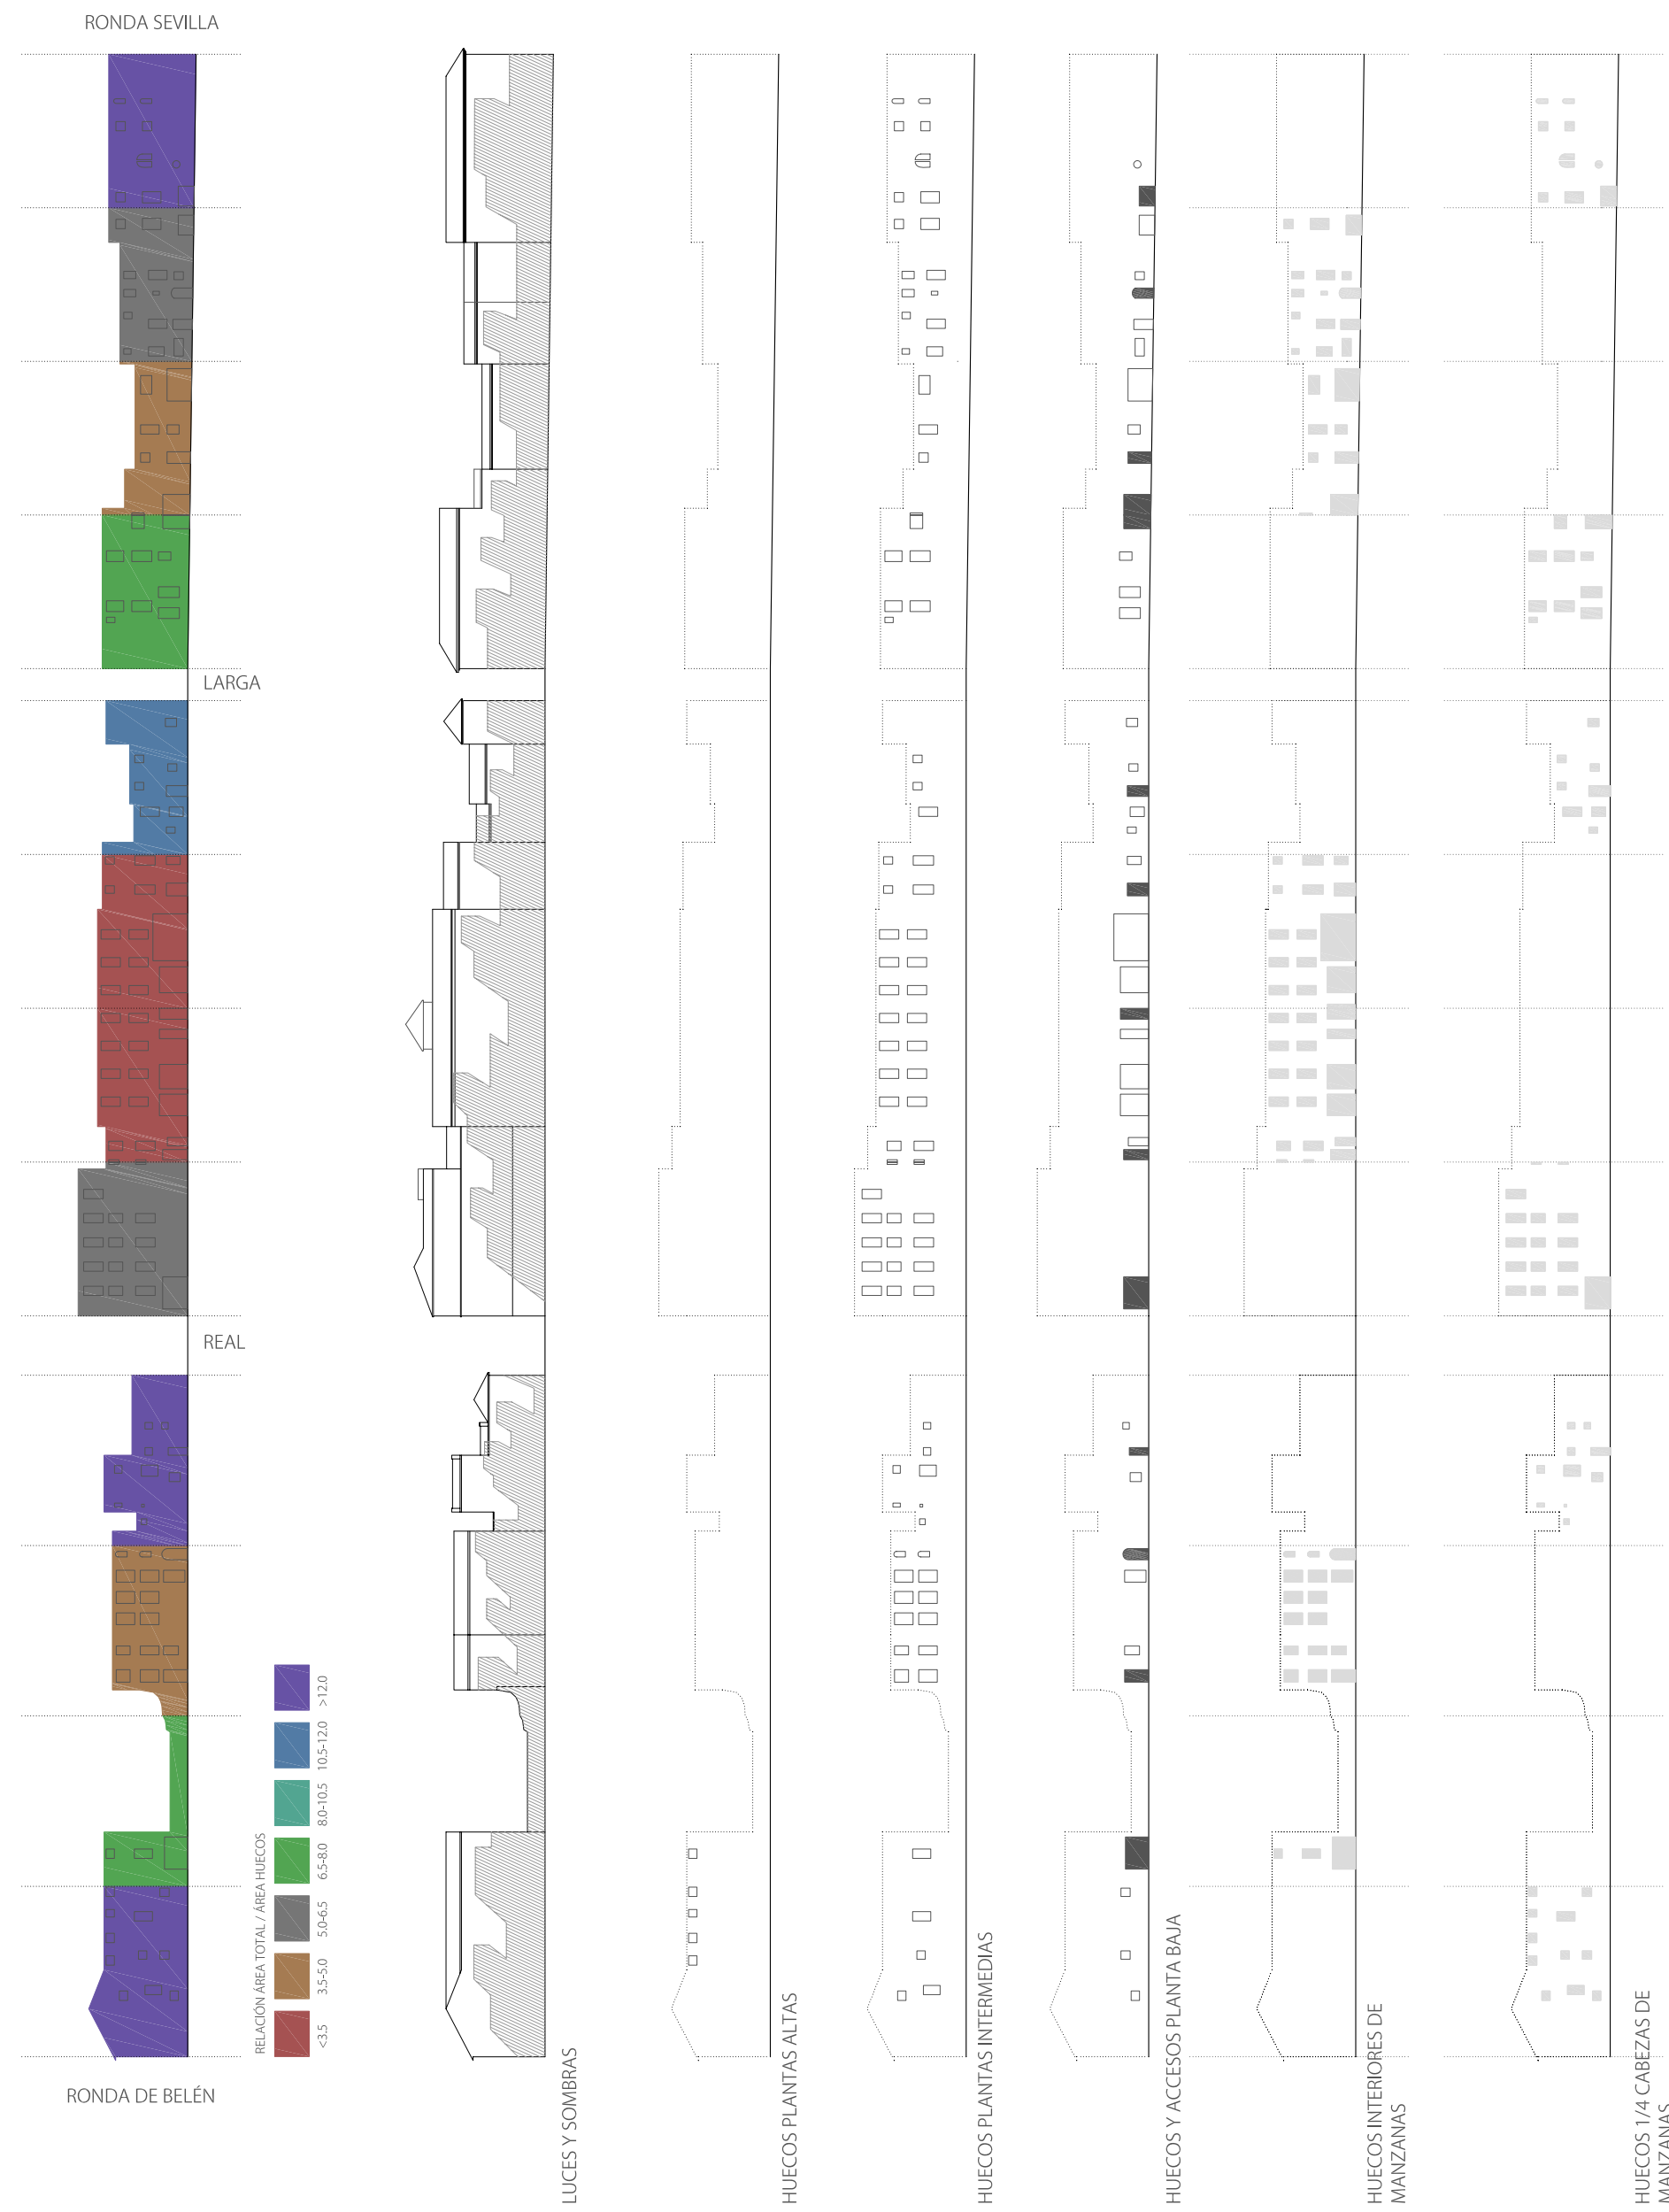 RONDA SEVILLA
LARGA
REAL
RONDA DE BELÉN
RELACIÓN ÁREA TOTAL / ÁREA HUECOS
<3.5
3.5-5.0
5.0-6.5
6.5-8.0
8.0-10.5
10.5-12.0
>12.0
LUCES Y SOMBRAS
HUECOS PLANTAS ALTAS
HUECOS PLANTAS INTERMEDIAS
HUECOS Y ACCESOS PLANTA BAJA
HUECOS INTERIORES DE
MANZANAS
HUECOS 1/4 CABEZAS DE
MANZANAS